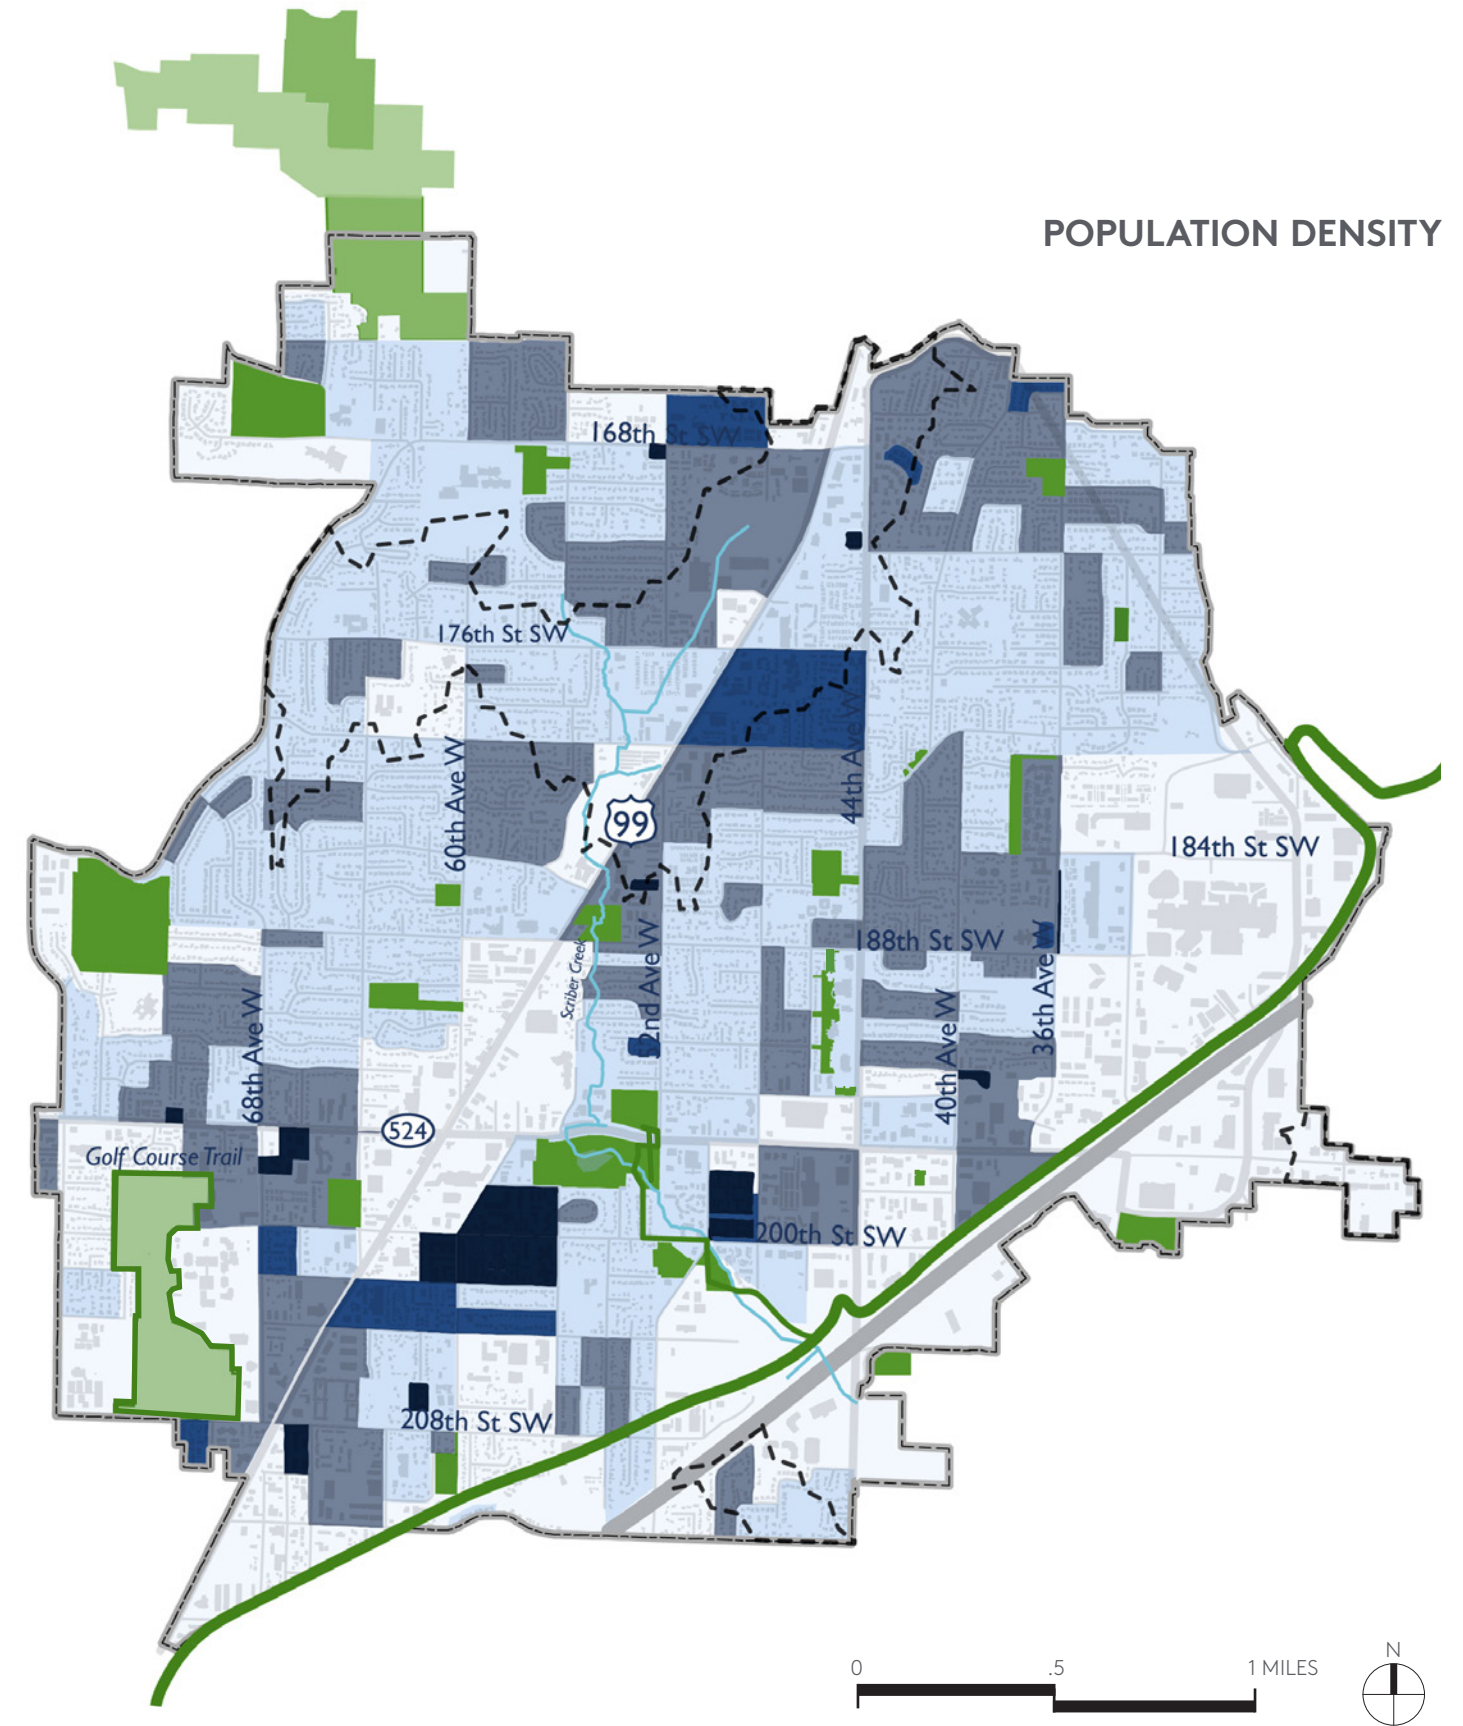 POPULATION DENSITY
168th St SW
176th St SW
60th Ave W
44th Ave W
99
184th St SW
188th St SW
Scriber Creek
52nd Ave W
36th Ave W
40th Ave W
68th Ave W
524
Golf Course Trail
200th St SW
208th St SW
0 .5 1 MILES
N